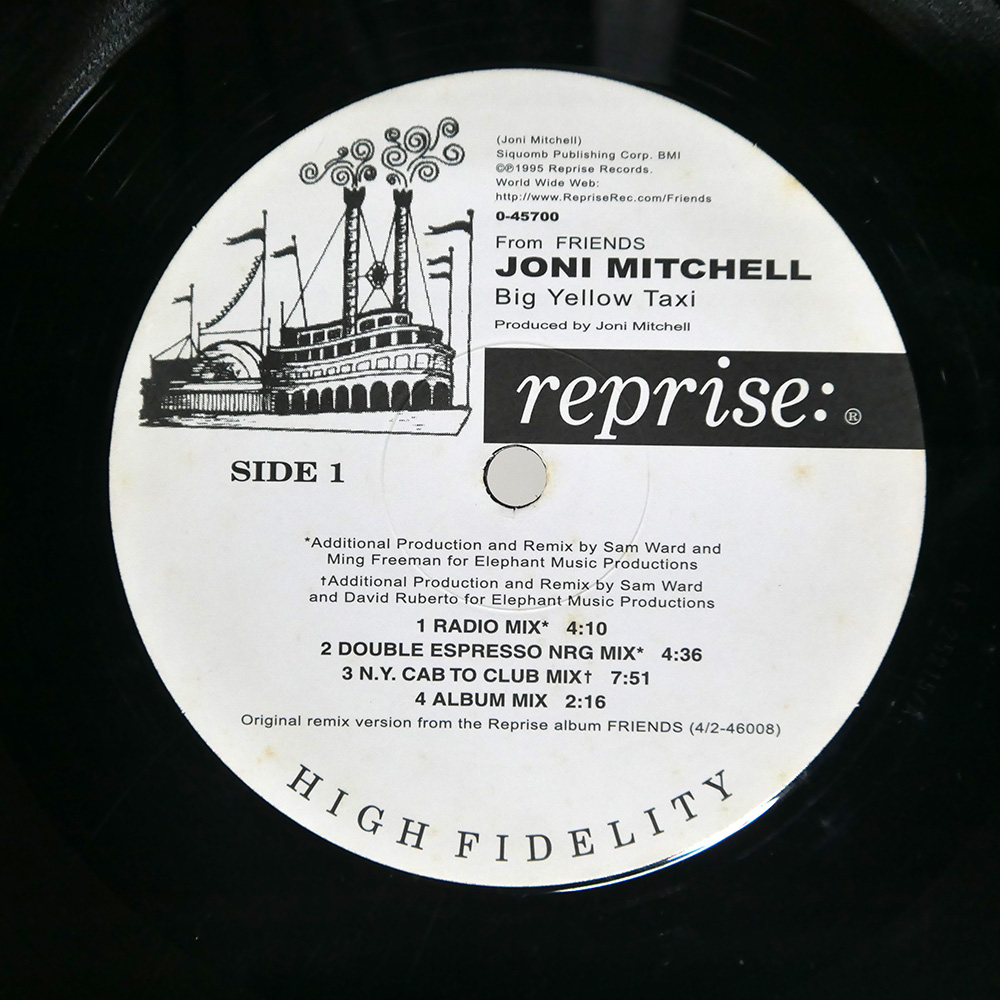 (Joni Mitchell)
Siquomb Publishing Corp. BMI
©℗1995 Reprise Records.
World Wide Web:
http://www.RepriseRec.com/Friends
0-45700
From FRIENDS
JONI MITCHELL
Big Yellow Taxi
Produced by Joni Mitchell
reprise: ®
SIDE 1
*Additional Production and Remix by Sam Ward and
Ming Freeman for Elephant Music Productions
†Additional Production and Remix by Sam Ward
and David Ruberto for Elephant Music Productions
1 RADIO MIX* 4:10
2 DOUBLE ESPRESSO NRG MIX* 4:36
3 N.Y. CAB TO CLUB MIX† 7:51
4 ALBUM MIX 2:16
Original remix version from the Reprise album FRIENDS (4/2-46008)
HIGH FIDELITY